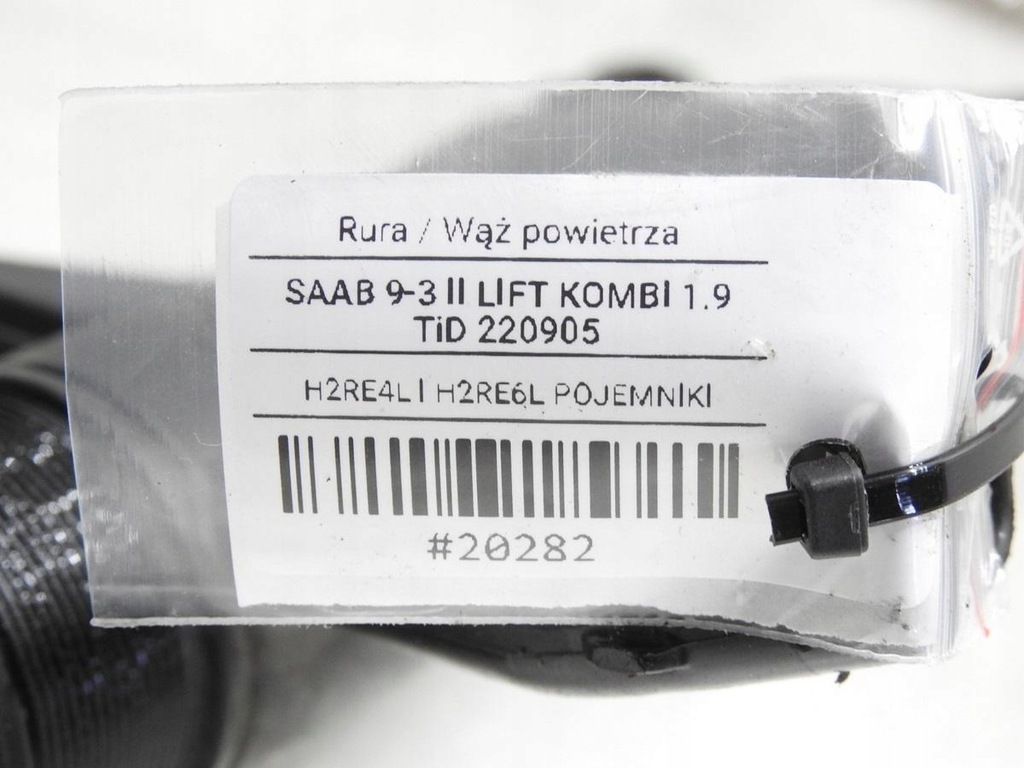 Rura / Wąż powietrza
SAAB 9-3 II LIFT KOMBI 1.9
TiD 220905
H2RE4L I H2RE6L POJEMNIKI
#20282